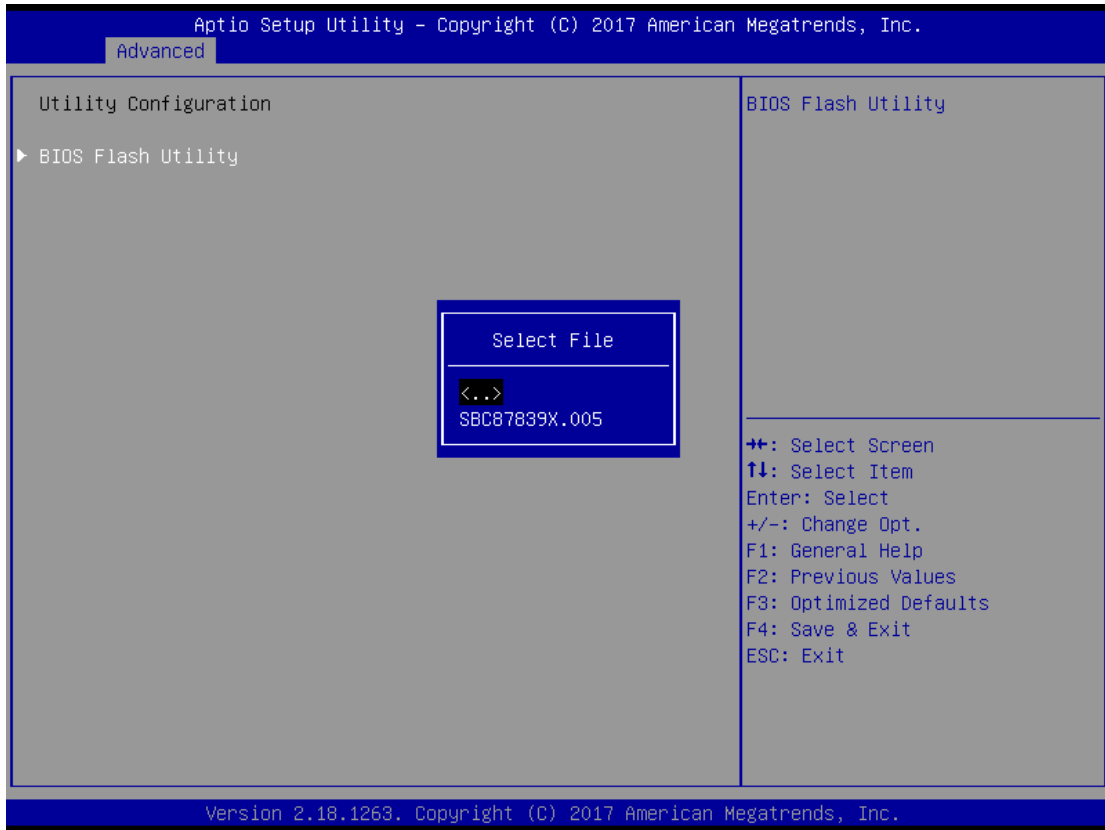 Aptio Setup Utility – Copyright (C) 2017 American Megatrends, Inc.
Advanced
Utility Configuration
▶ BIOS Flash Utility
BIOS Flash Utility
Select File
<..>
SBC87839X.005
→←: Select Screen
↑↓: Select Item
Enter: Select
+/-: Change Opt.
F1: General Help
F2: Previous Values
F3: Optimized Defaults
F4: Save & Exit
ESC: Exit
Version 2.18.1263. Copyright (C) 2017 American Megatrends, Inc.